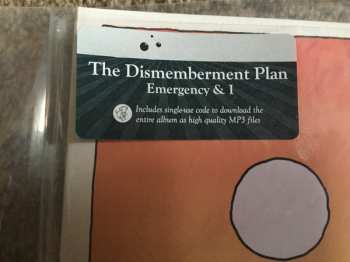 The Dismemberment Plan
Emergency & I
Includes single-use code to download the
entire album as high quality MP3 files